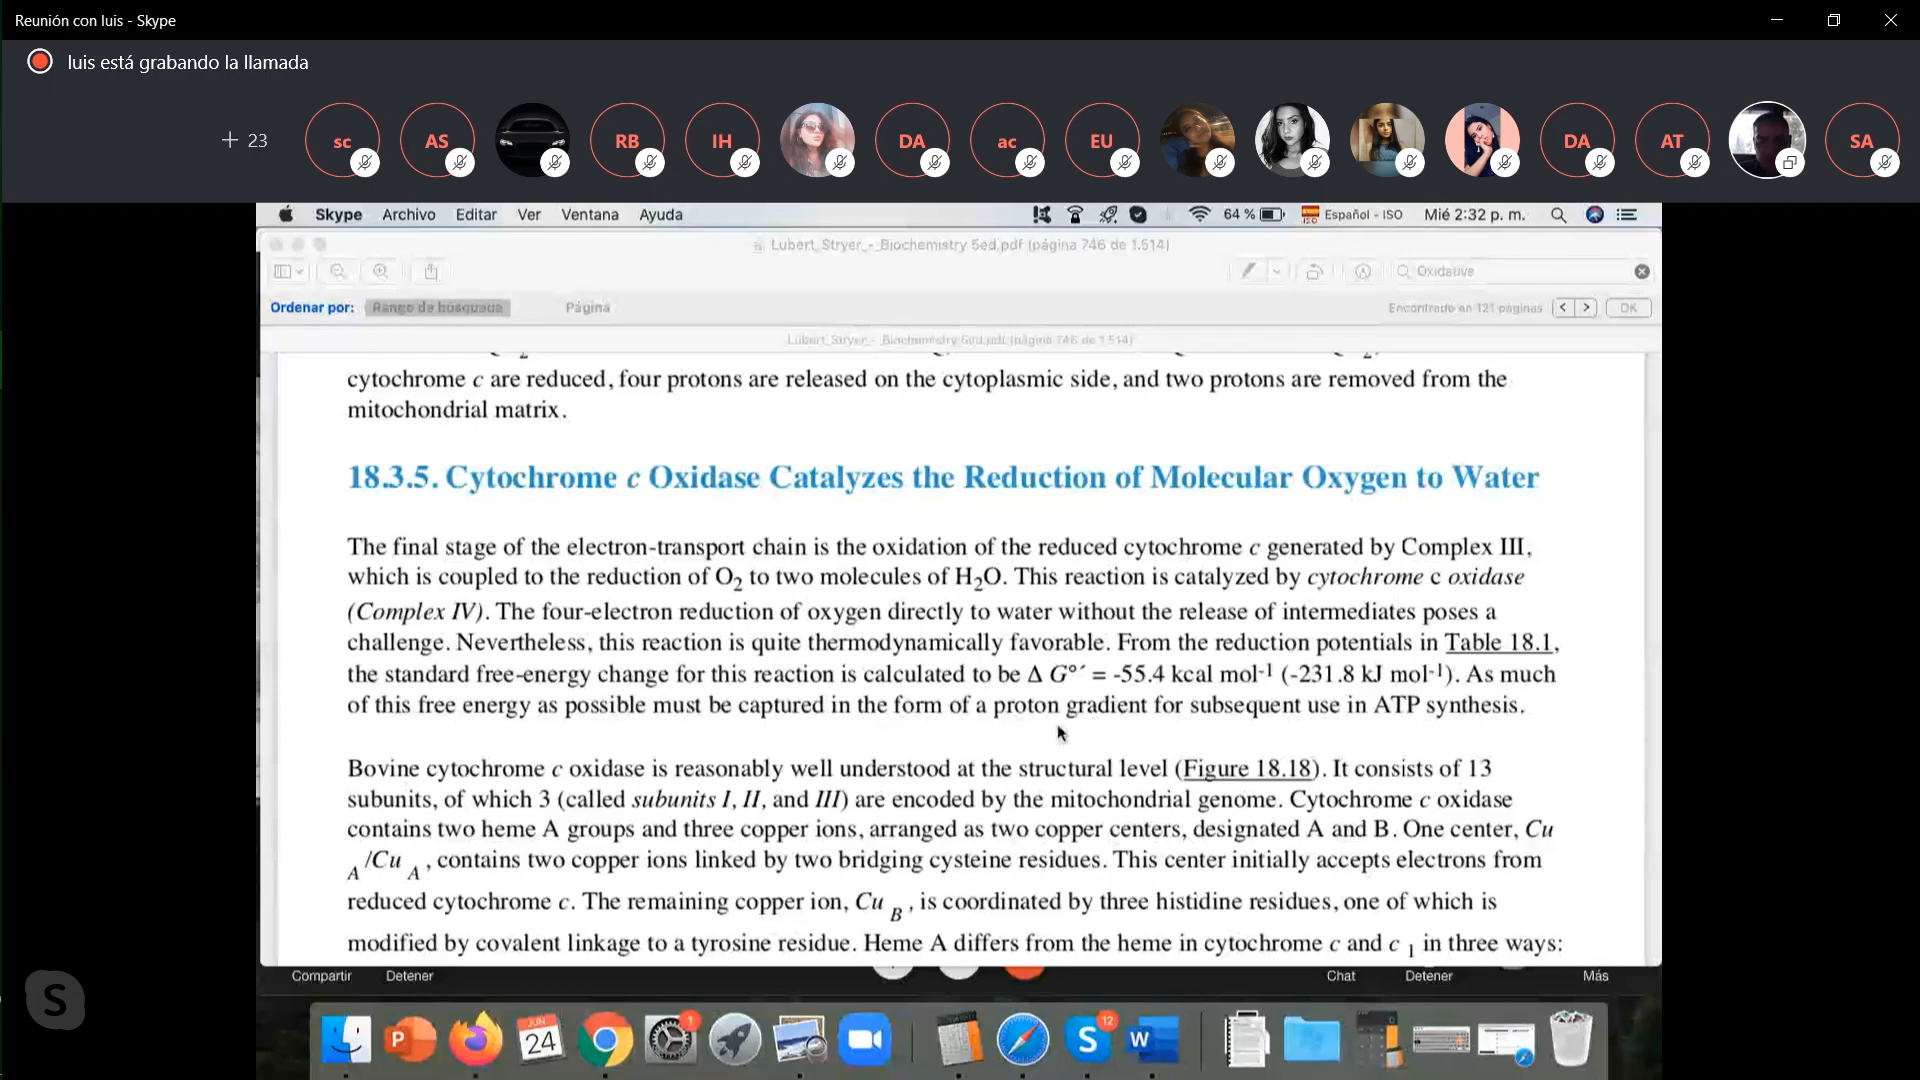 Reunión con luis - Skype
luis está grabando la llamada
+ 23
sc
AS
RB
IH
DA
ac
EU
DA
AT
SA
Skype Archivo Editar Ver Ventana Ayuda
64 % Español - ISO Mié 2:32 p. m.
Lubert_Stryer_-_Biochemistry 5ed.pdf (página 746 de 1.514)
Oxidative
Ordenar por: Rango de búsqueda Página
Encontrado en 121 páginas < > OK
Lubert_Stryer_-_Biochemistry 5ed.pdf (página 746 de 1.514)
cytochrome c are reduced, four protons are released on the cytoplasmic side, and two protons are removed from the
mitochondrial matrix.
18.3.5. Cytochrome c Oxidase Catalyzes the Reduction of Molecular Oxygen to Water
The final stage of the electron-transport chain is the oxidation of the reduced cytochrome c generated by Complex III,
which is coupled to the reduction of O2 to two molecules of H2O. This reaction is catalyzed by cytochrome c oxidase
(Complex IV). The four-electron reduction of oxygen directly to water without the release of intermediates poses a
challenge. Nevertheless, this reaction is quite thermodynamically favorable. From the reduction potentials in Table 18.1,
the standard free-energy change for this reaction is calculated to be Δ G°´ = -55.4 kcal mol-1 (-231.8 kJ mol-1). As much
of this free energy as possible must be captured in the form of a proton gradient for subsequent use in ATP synthesis.
Bovine cytochrome c oxidase is reasonably well understood at the structural level (Figure 18.18). It consists of 13
subunits, of which 3 (called subunits I, II, and III) are encoded by the mitochondrial genome. Cytochrome c oxidase
contains two heme A groups and three copper ions, arranged as two copper centers, designated A and B. One center, Cu
A /Cu A , contains two copper ions linked by two bridging cysteine residues. This center initially accepts electrons from
reduced cytochrome c. The remaining copper ion, Cu B , is coordinated by three histidine residues, one of which is
modified by covalent linkage to a tyrosine residue. Heme A differs from the heme in cytochrome c and c 1 in three ways:
Compartir Detener Chat Detener Más
S
P
JUN
24
1
S
12
W